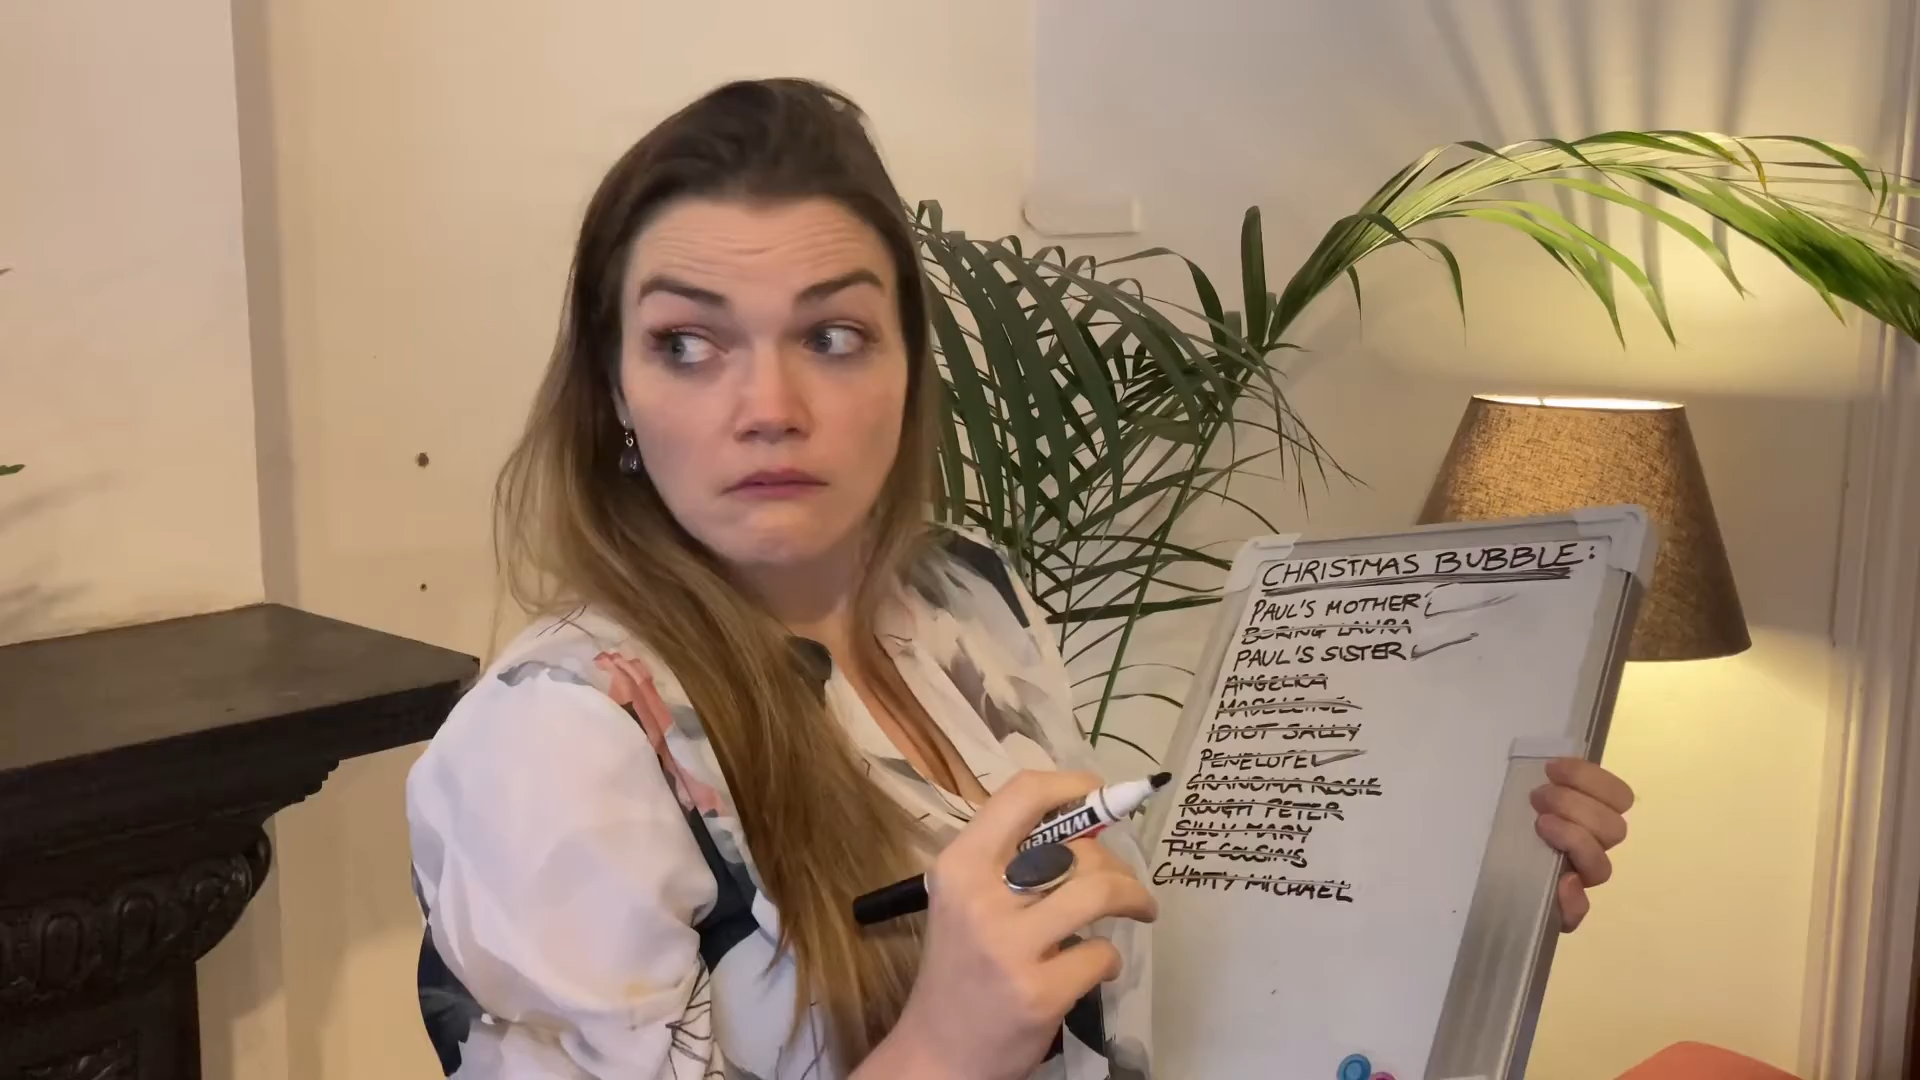 CHRISTMAS BUBBLE:
PAUL'S MOTHER
BORING LAURA
PAUL'S SISTER
ANGELICA
MADELEINE
IDIOT SALLY
PENELOPE
GRANDMA ROSIE
ROUGH PETER
SILLY MARY
THE COUSINS
CHATTY MICHAEL